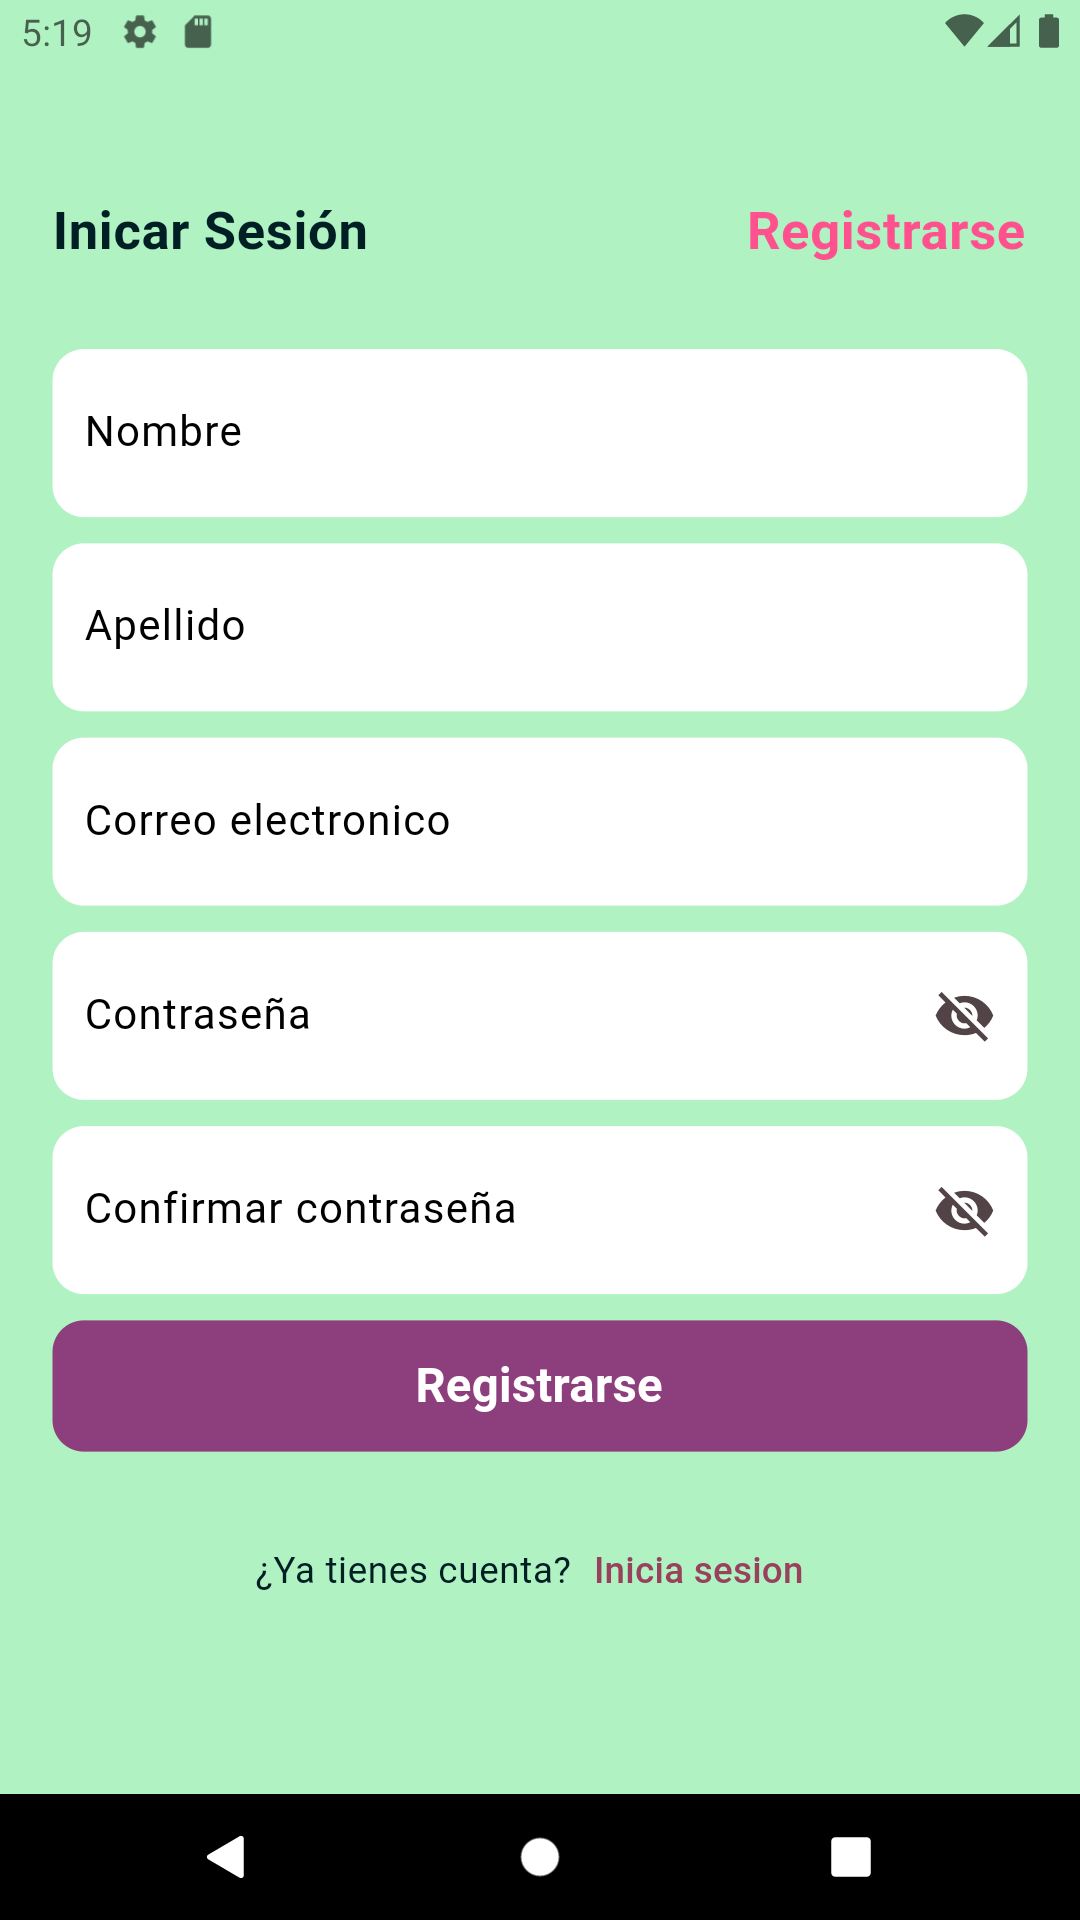 5:19
Inicar Sesión Registrarse
Nombre
Apellido
Correo electronico
Contraseña
Confirmar contraseña
Registrarse
¿Ya tienes cuenta? Inicia sesion